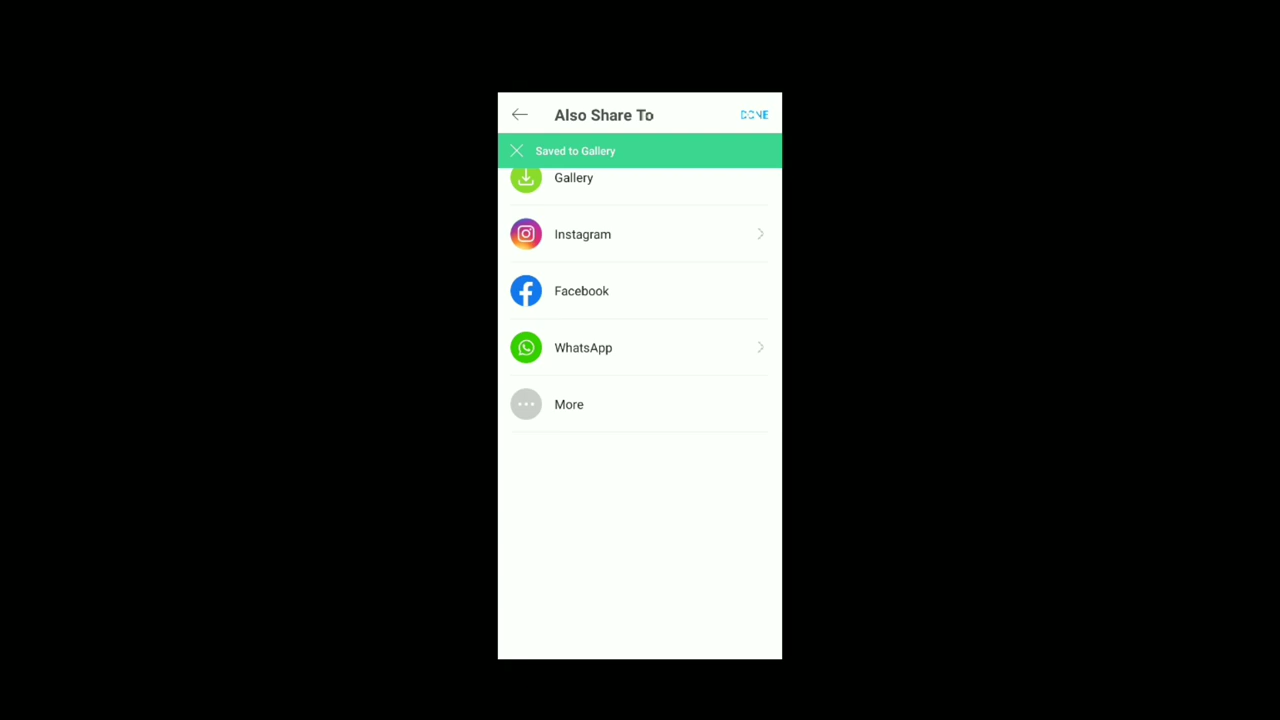 Also Share To
DONE
Saved to Gallery
Gallery
Instagram
Facebook
WhatsApp
More